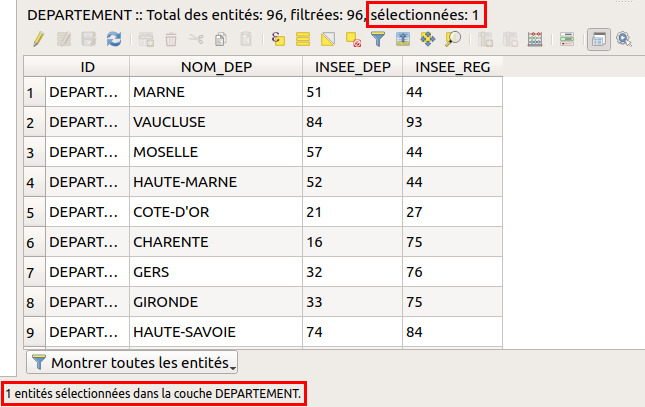 DEPARTEMENT :: Total des entités: 96, filtrées: 96, sélectionnées: 1
ID NOM_DEP INSEE_DEP INSEE_REG
1 DEPART... MARNE 51 44
2 DEPART... VAUCLUSE 84 93
3 DEPART... MOSELLE 57 44
4 DEPART... HAUTE-MARNE 52 44
5 DEPART... COTE-D'OR 21 27
6 DEPART... CHARENTE 16 75
7 DEPART... GERS 32 76
8 DEPART... GIRONDE 33 75
9 DEPART... HAUTE-SAVOIE 74 84
Montrer toutes les entités
1 entités sélectionnées dans la couche DEPARTEMENT.